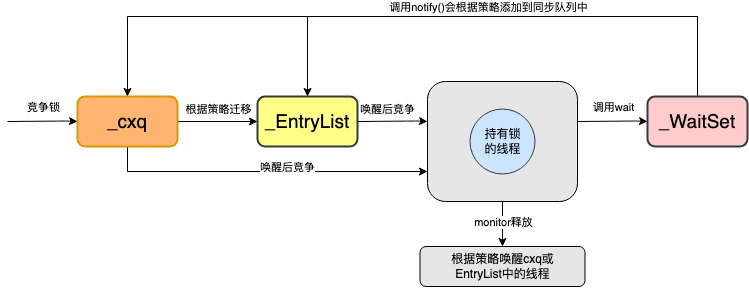 调用notify()会根据策略添加到同步队列中
竞争锁
_cxq
根据策略迁移
_EntryList
唤醒后竞争
持有锁
的线程
调用wait
_WaitSet
唤醒后竞争
monitor释放
根据策略唤醒cxq或
EntryList中的线程